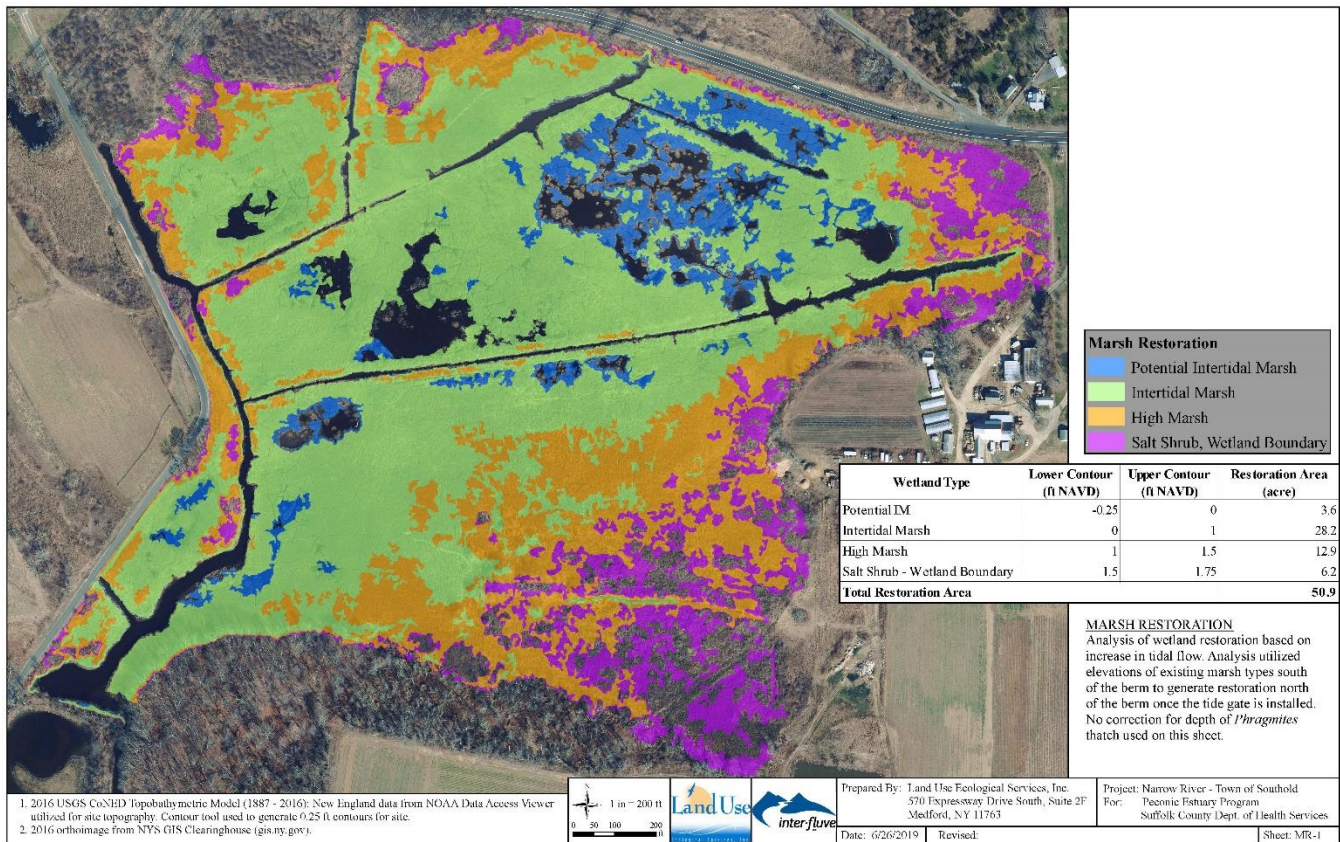 Marsh Restoration
Potential Intertidal Marsh
Intertidal Marsh
High Marsh
Salt Shrub, Wetland Boundary
Wetland Type Lower Contour (ft NAVD) Upper Contour (ft NAVD) Restoration Area (acre)
Potential IM -0.25 0 3.6
Intertidal Marsh 0 1 28.2
High Marsh 1 1.5 12.9
Salt Shrub - Wetland Boundary 1.5 1.75 6.2
Total Restoration Area 50.9
MARSH RESTORATION
Analysis of wetland restoration based on
increase in tidal flow. Analysis utilized
elevations of existing marsh types south
of the berm to generate restoration north
of the berm once the tide gate is installed.
No correction for depth of Phragmites
thatch used on this sheet.
1. 2016 USGS CoNED Topobathymetric Model (1887 - 2016): New England data from NOAA Data Access Viewer
utilized for site topography. Contour tool used to generate 0.25 ft contours for site.
2. 2016 orthoimage from NYS GIS Clearinghouse (gis.ny.gov).
1 in = 200 ft
0 50 100 200
ft
Land Use
Ecological Services, Inc.
inter-fluve
Prepared By: Land Use Ecological Services, Inc.
570 Expressway Drive South, Suite 2F
Medford, NY 11763
Date: 6/26/2019 Revised:
Project: Narrow River - Town of Southold
For: Peconic Estuary Program
Suffolk County Dept. of Health Services
Sheet: MR-1